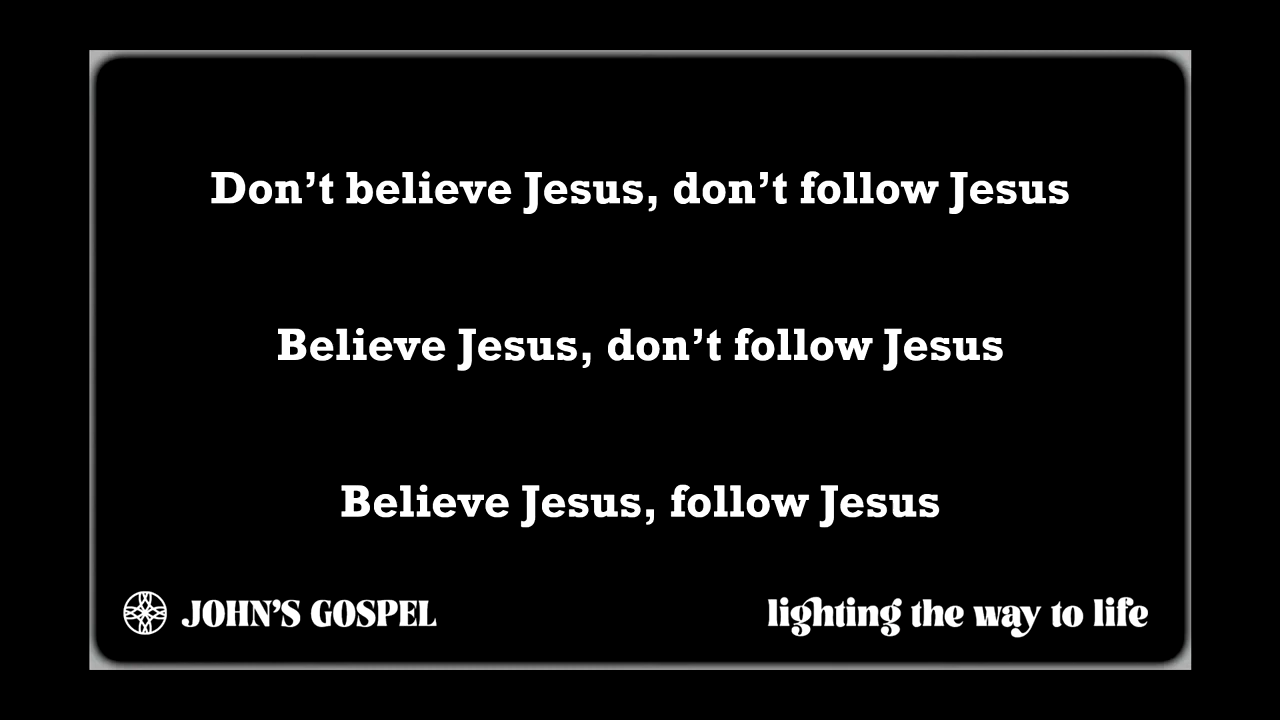 Don’t believe Jesus, don’t follow Jesus
Believe Jesus, don’t follow Jesus
Believe Jesus, follow Jesus
JOHN’S GOSPEL
lighting the way to life